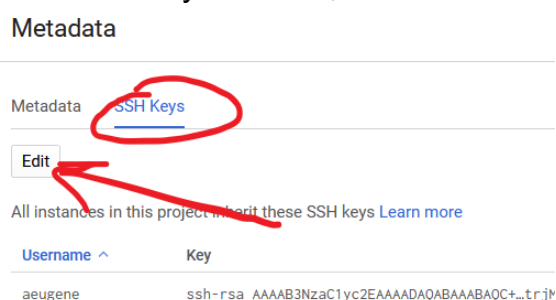 Metadata
Metadata SSH Keys
Edit
All instances in this project inherit these SSH keys Learn more
Username Key
aeugene ssh-rsa AAAAB3NzaC1yc2EAAAADAQABAAABAQC+…trjM